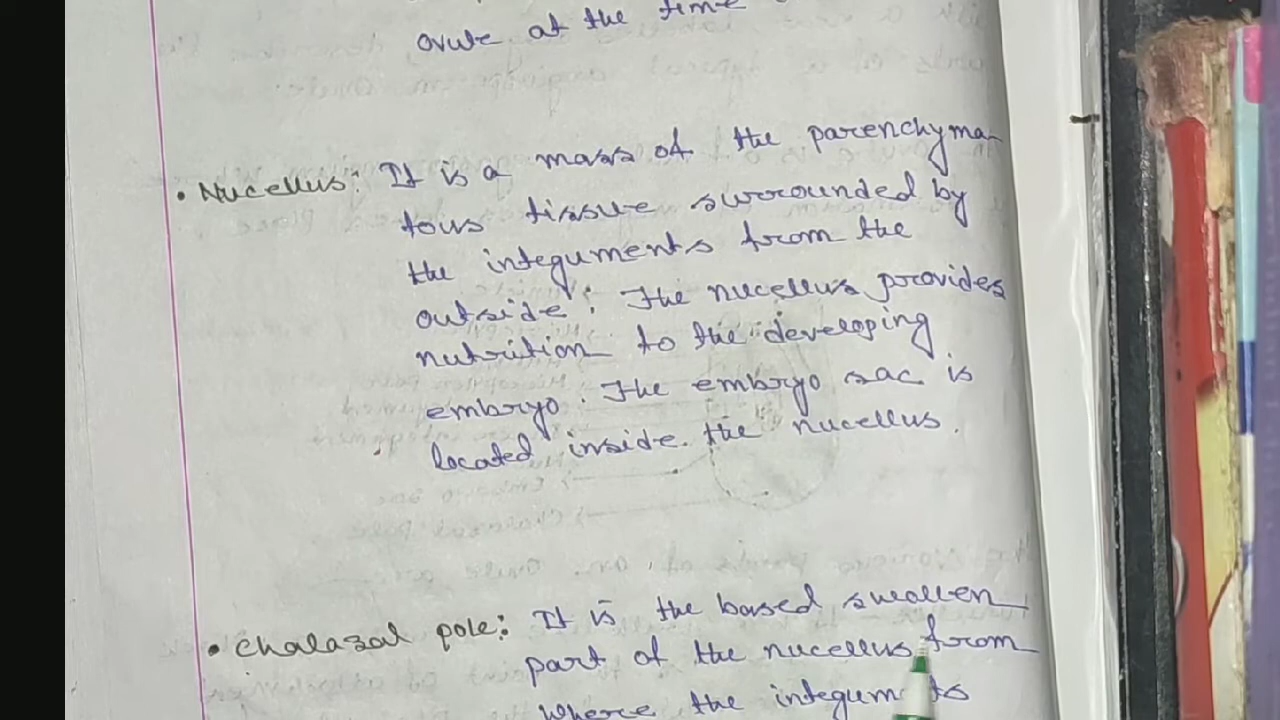 ovule at the time
• Nucellus: It is a mass of the parenchyma-
tous tissue surrounded by
the integuments from the
outside. The nucellus provides
nutrition to the developing
embryo. The embryo sac is
located inside the nucellus.
• Chalazal pole: It is the based swollen
part of the nucellus from
where the integuments